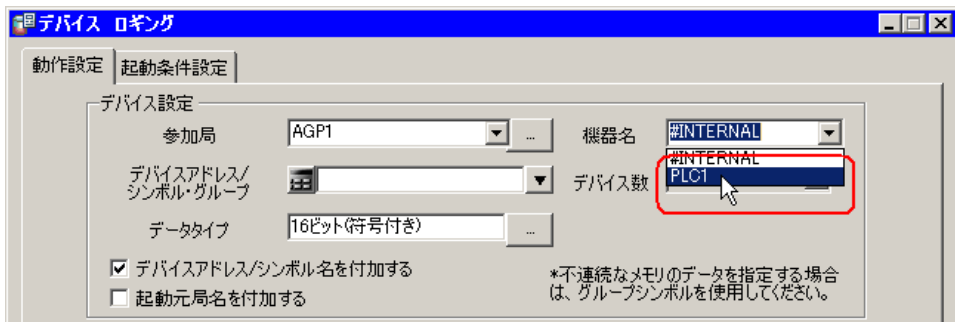 デバイス ロギング
動作設定 起動条件設定
デバイス設定
参加局 AGP1 ... 機器名 #INTERNAL
#INTERNAL
PLC1
デバイスアドレス/
シンボル・グループ
デバイス数
データタイプ 16ビット(符号付き) ...
デバイスアドレス/シンボル名を付加する
起動元局名を付加する
*不連続なメモリのデータを指定する場合
は、グループシンボルを使用してください。